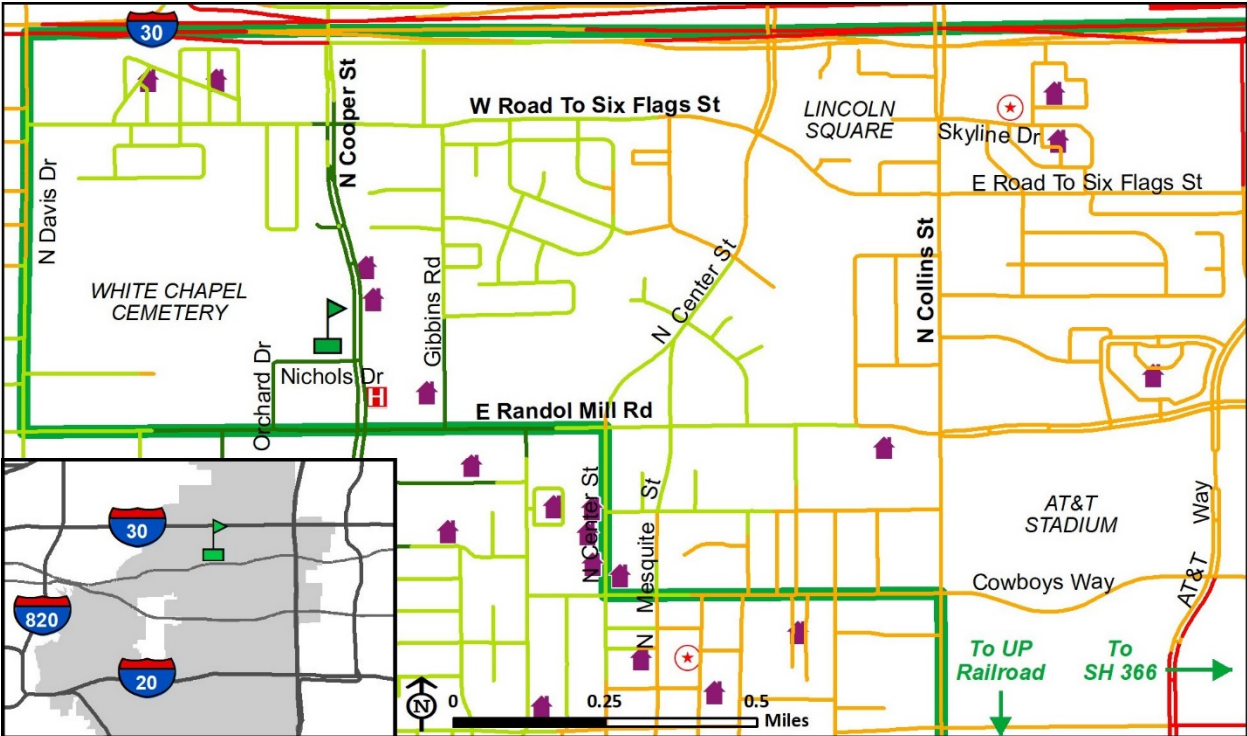 30
N Cooper St
W Road To Six Flags St
LINCOLN
SQUARE
Skyline Dr
E Road To Six Flags St
N Davis Dr
WHITE CHAPEL
CEMETERY
Gibbins Rd
N Center St
N Collins St
Orchard Dr
Nichols Dr
H
E Randol Mill Rd
N Center St
N Mesquite St
AT&T
STADIUM
AT&T Way
Cowboys Way
30
820
20
To UP
Railroad
To
SH 366
N
0 0.25 0.5
Miles